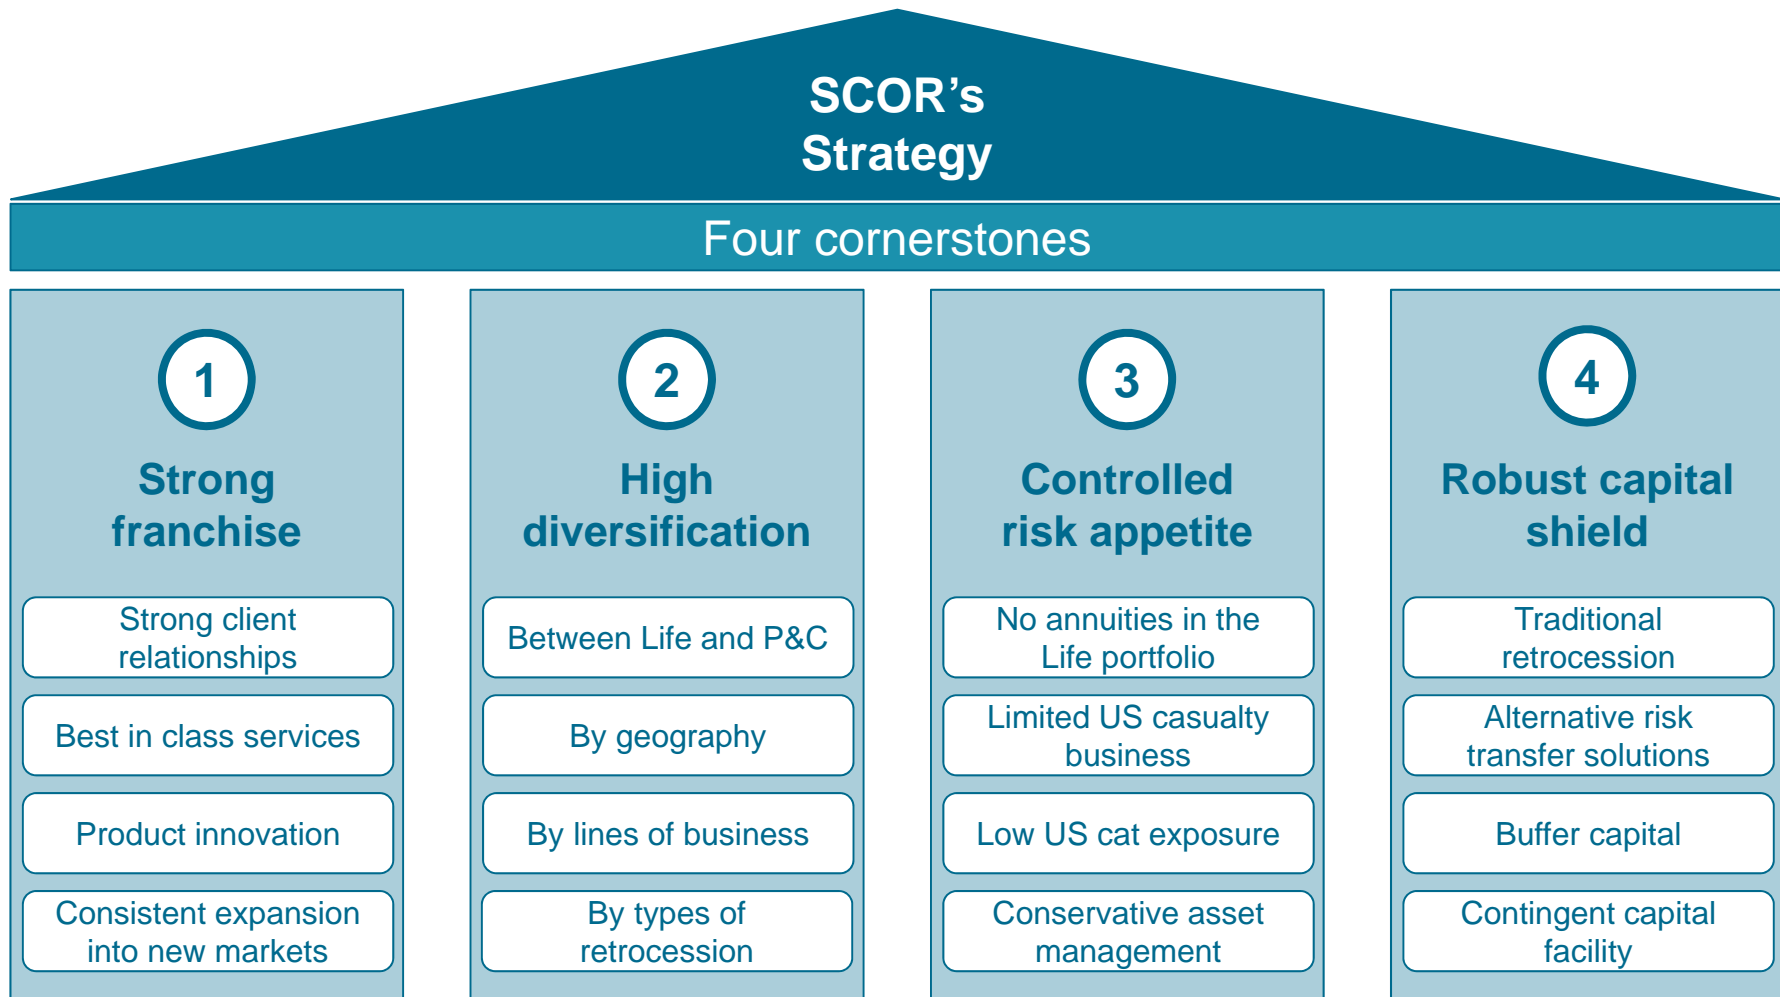 SCOR’s
Strategy
Four cornerstones
1
Strong
franchise
Strong client
relationships
Best in class services
Product innovation
Consistent expansion
into new markets
2
High
diversification
Between Life and P&C
By geography
By lines of business
By types of
retrocession
3
Controlled
risk appetite
No annuities in the
Life portfolio
Limited US casualty
business
Low US cat exposure
Conservative asset
management
4
Robust capital
shield
Traditional
retrocession
Alternative risk
transfer solutions
Buffer capital
Contingent capital
facility